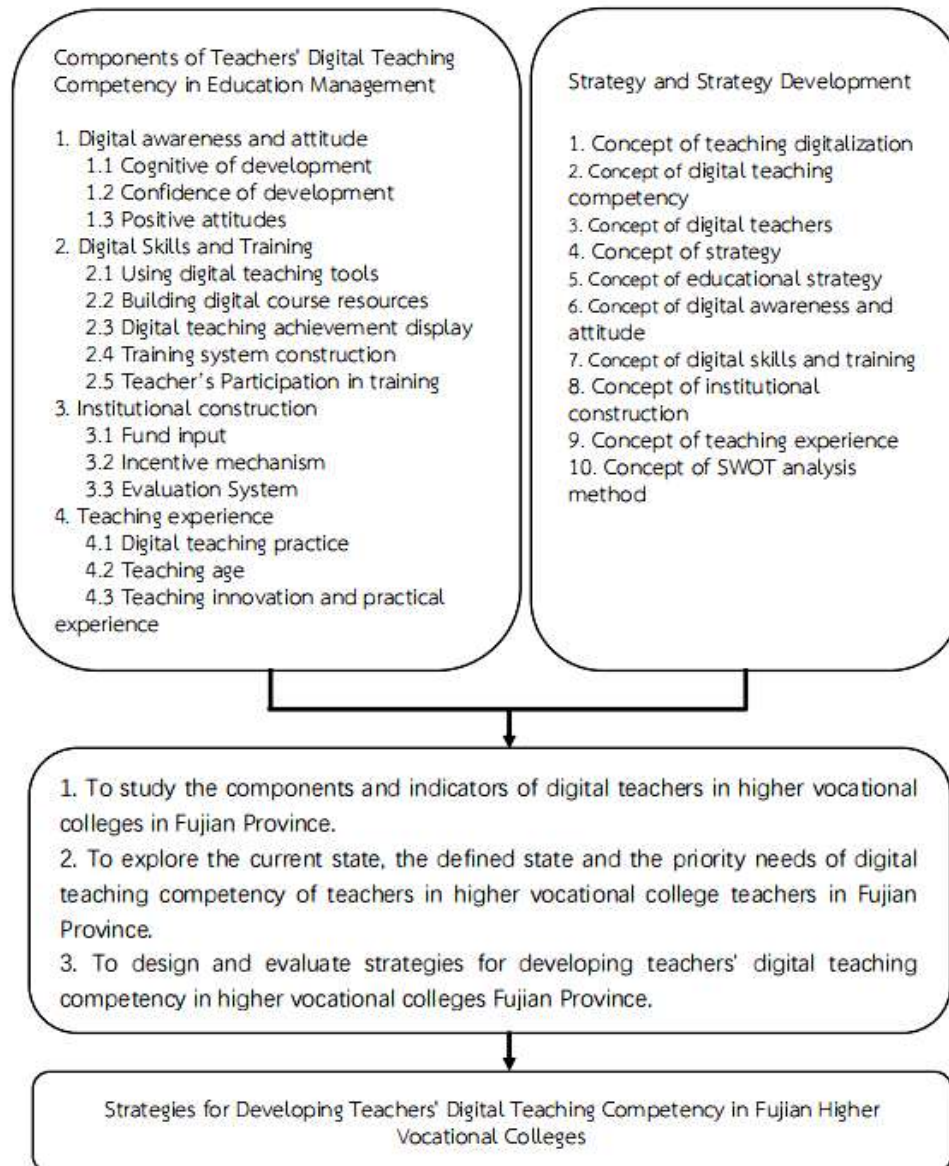 Components of Teachers' Digital Teaching
Competency in Education Management
1. Digital awareness and attitude
1.1 Cognitive of development
1.2 Confidence of development
1.3 Positive attitudes
2. Digital Skills and Training
2.1 Using digital teaching tools
2.2 Building digital course resources
2.3 Digital teaching achievement display
2.4 Training system construction
2.5 Teacher's Participation in training
3. Institutional construction
3.1 Fund input
3.2 Incentive mechanism
3.3 Evaluation System
4. Teaching experience
4.1 Digital teaching practice
4.2 Teaching age
4.3 Teaching innovation and practical
experience
Strategy and Strategy Development
1. Concept of teaching digitalization
2. Concept of digital teaching
competency
3. Concept of digital teachers
4. Concept of strategy
5. Concept of educational strategy
6. Concept of digital awareness and
attitude
7. Concept of digital skills and training
8. Concept of institutional
construction
9. Concept of teaching experience
10. Concept of SWOT analysis
method
1. To study the components and indicators of digital teachers in higher vocational
colleges in Fujian Province.
2. To explore the current state, the defined state and the priority needs of digital
teaching competency of teachers in higher vocational college teachers in Fujian
Province.
3. To design and evaluate strategies for developing teachers' digital teaching
competency in higher vocational colleges Fujian Province.
Strategies for Developing Teachers' Digital Teaching Competency in Fujian Higher
Vocational Colleges